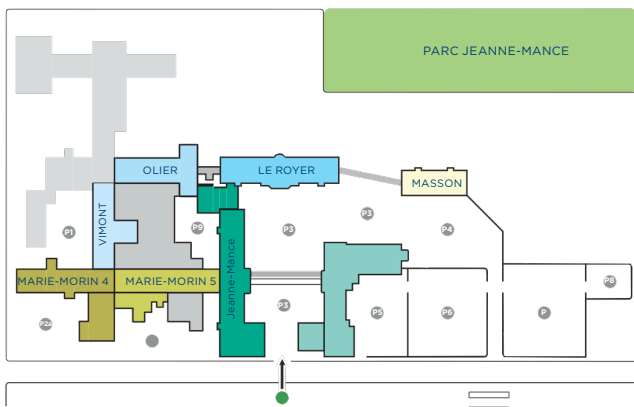 PARC JEANNE-MANCE
OLIER
LE ROYER
MASSON
VIMONT
P1
P9
P3
P3
P4
MARIE-MORIN 4
MARIE-MORIN 5
Jeanne-Mance
P8
P2a
P3
P5
P6
P